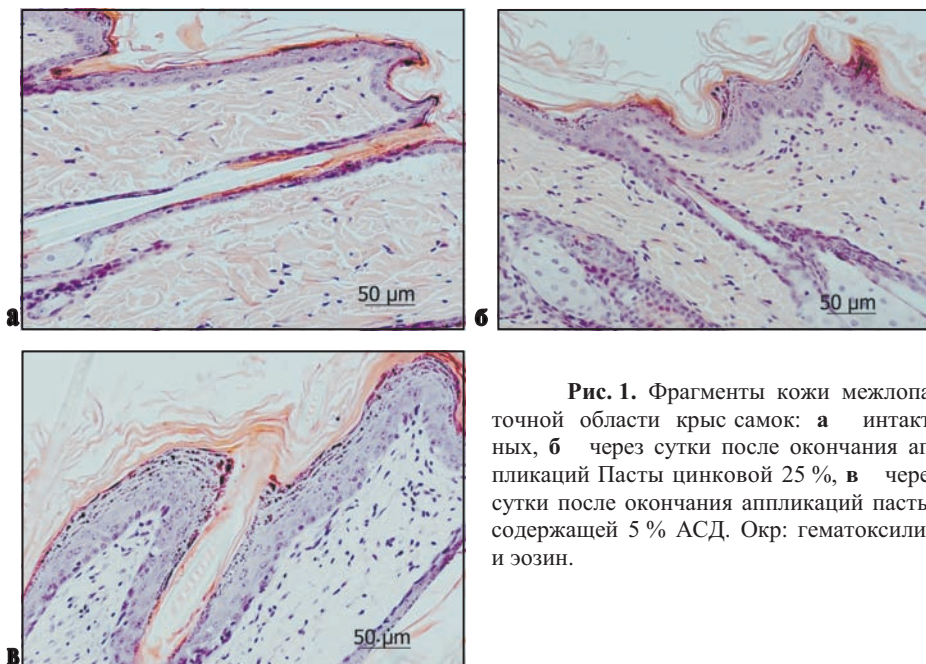 50 µm
а
50 µm
б
50 µm
в
Рис. 1. Фрагменты кожи межлопа
точной области крыс самок: а интакт
ных, б через сутки после окончания ап
пликаций Пасты цинковой 25 %, в чере
сутки после окончания аппликаций пасты
содержащей 5 % АСД. Окр: гематоксили
и эозин.